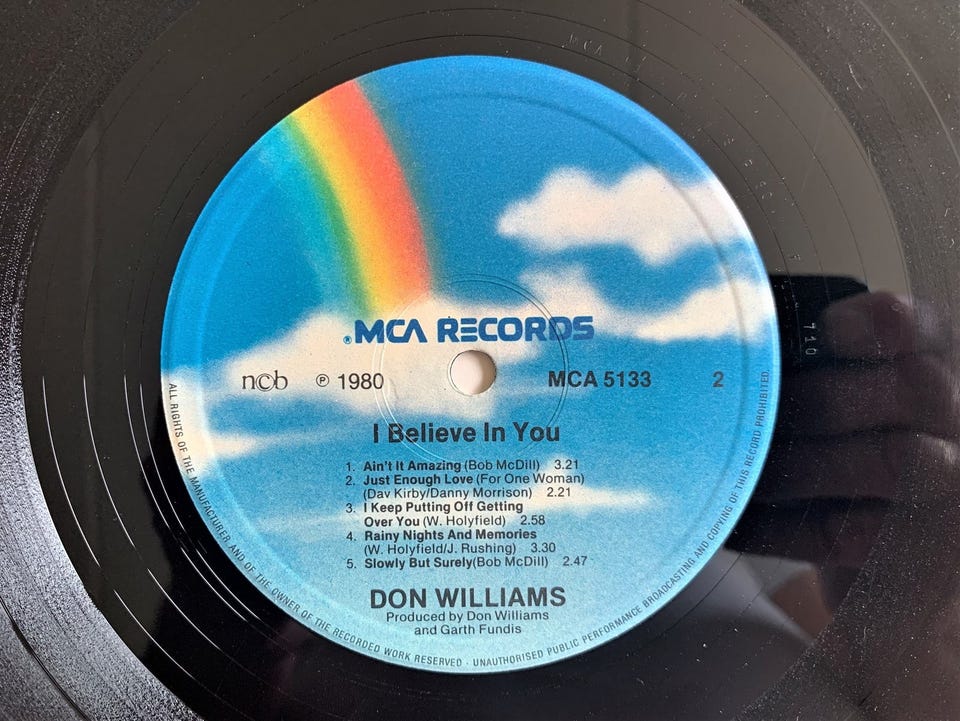 MCA
710
® MCA RECORDS
ncb ℗ 1980 MCA 5133 2
I Believe In You
1. Ain't It Amazing (Bob McDill) 3.21
2. Just Enough Love (For One Woman)
(Dav Kirby/Danny Morrison) 2.21
3. I Keep Putting Off Getting
Over You (W. Holyfield) 2.58
4. Rainy Nights And Memories
(W. Holyfield/J. Rushing) 3.30
5. Slowly But Surely (Bob McDill) 2.47
DON WILLIAMS
Produced by Don Williams
and Garth Fundis
ALL RIGHTS OF THE MANUFACTURER AND OF THE OWNER OF THE RECORDED WORK RESERVED · UNAUTHORISED PUBLIC PERFORMANCE BROADCASTING AND COPYING OF THIS RECORD PROHIBITED.